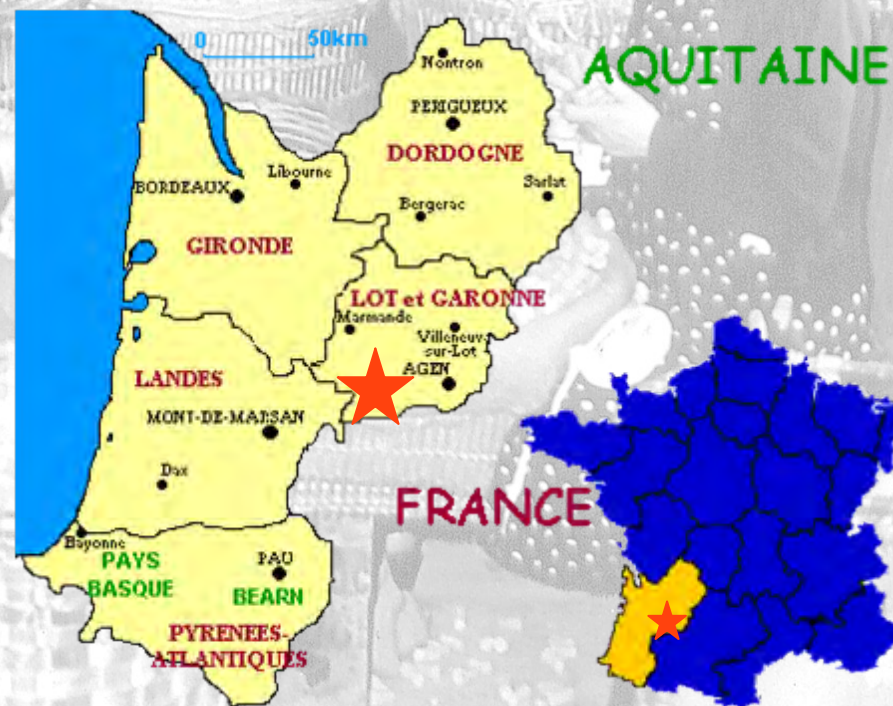 0 50km
AQUITAINE
Nontron
PERIGUEUX
DORDOGNE
Libourne
BORDEAUX
Sarlat
Bergerac
GIRONDE
LOT et GARONNE
Marmande
Villeneuv
sur-Lot
AGEN
LANDES
MONT-DE-MARSAN
Dax
FRANCE
Bayonne
PAYS
BASQUE
PAU
BEARN
PYRENEES-
ATLANTIQUES